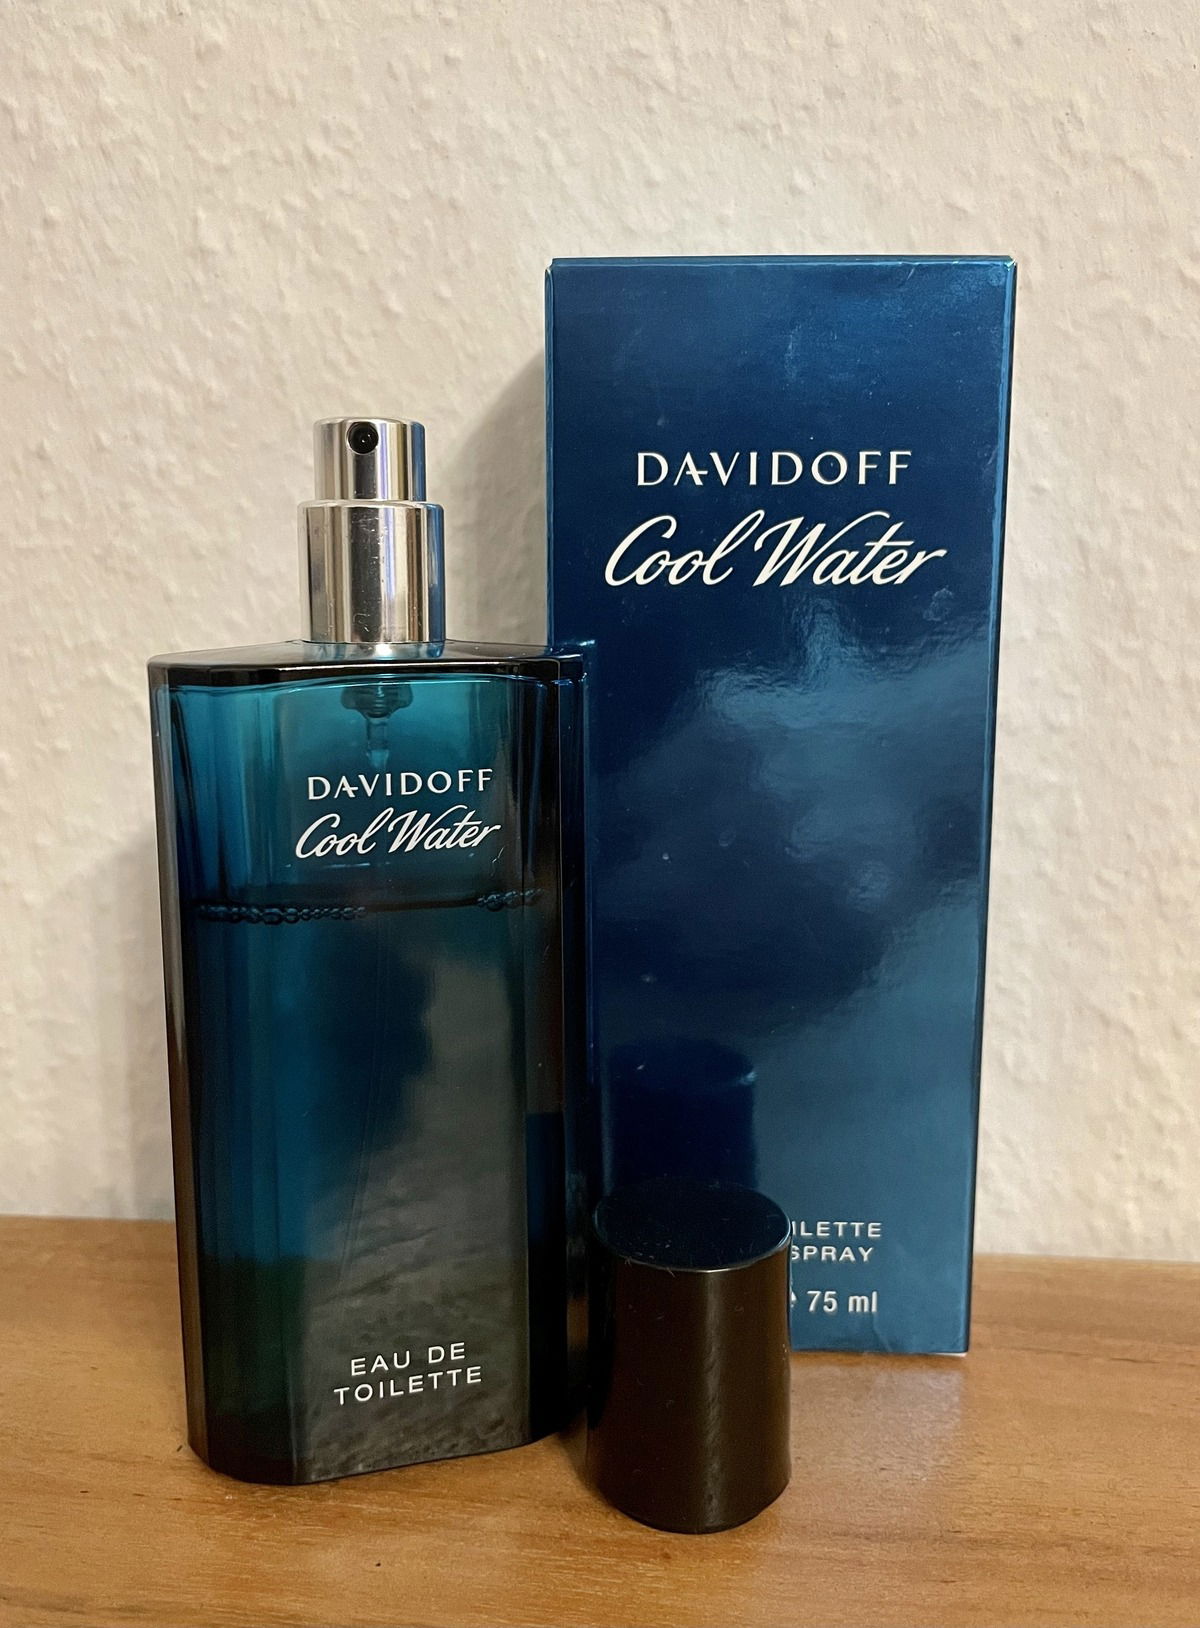 DAVIDOFF
Cool Water
DAVIDOFF
Cool Water
EAU DE
TOILETTE
ILETTE
SPRAY
75 ml